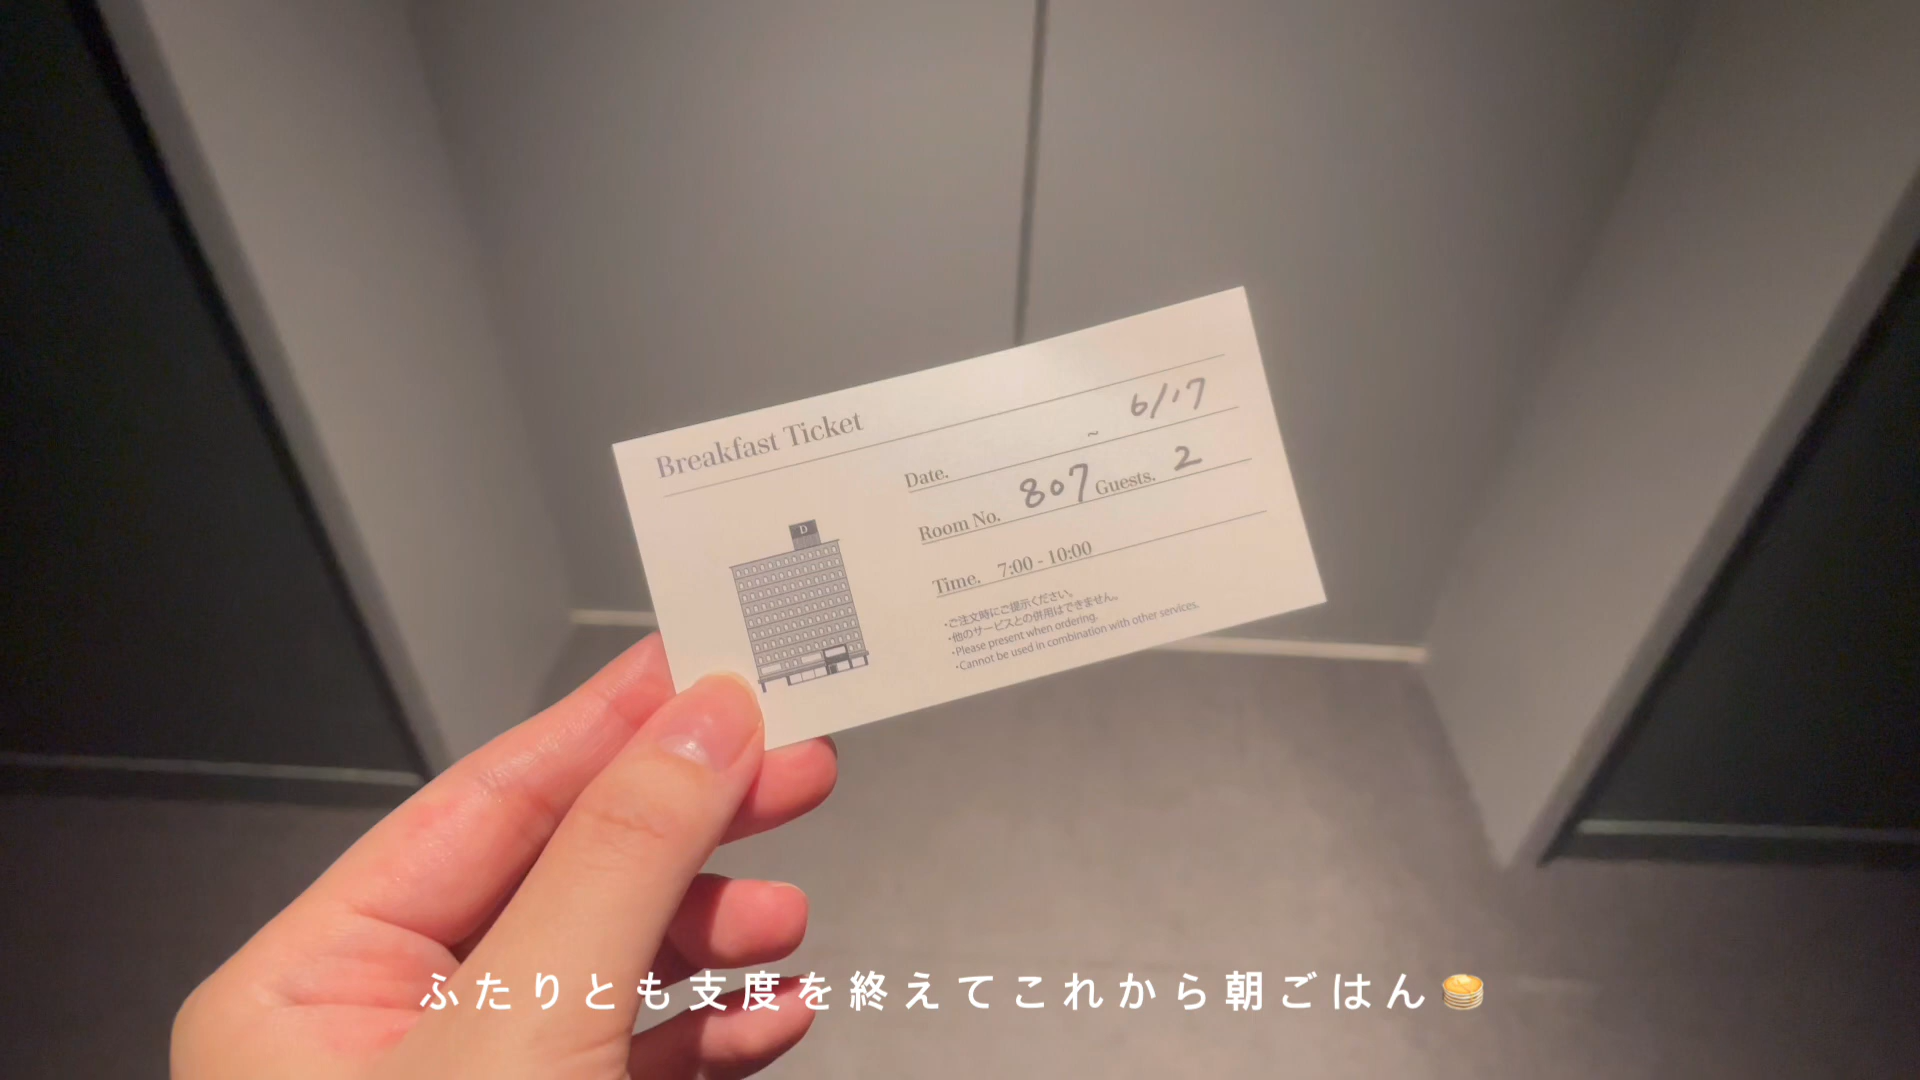 Breakfast Ticket
D
Date. ~ 6/17
Room No. 807 Guests. 2
Time. 7:00 - 10:00
・ご注文時にご提示ください。
・他のサービスとの併用はできません。
・Please present when ordering.
・Cannot be used in combination with other services.
ふたりとも支度を終えてこれから朝ごはん🥞